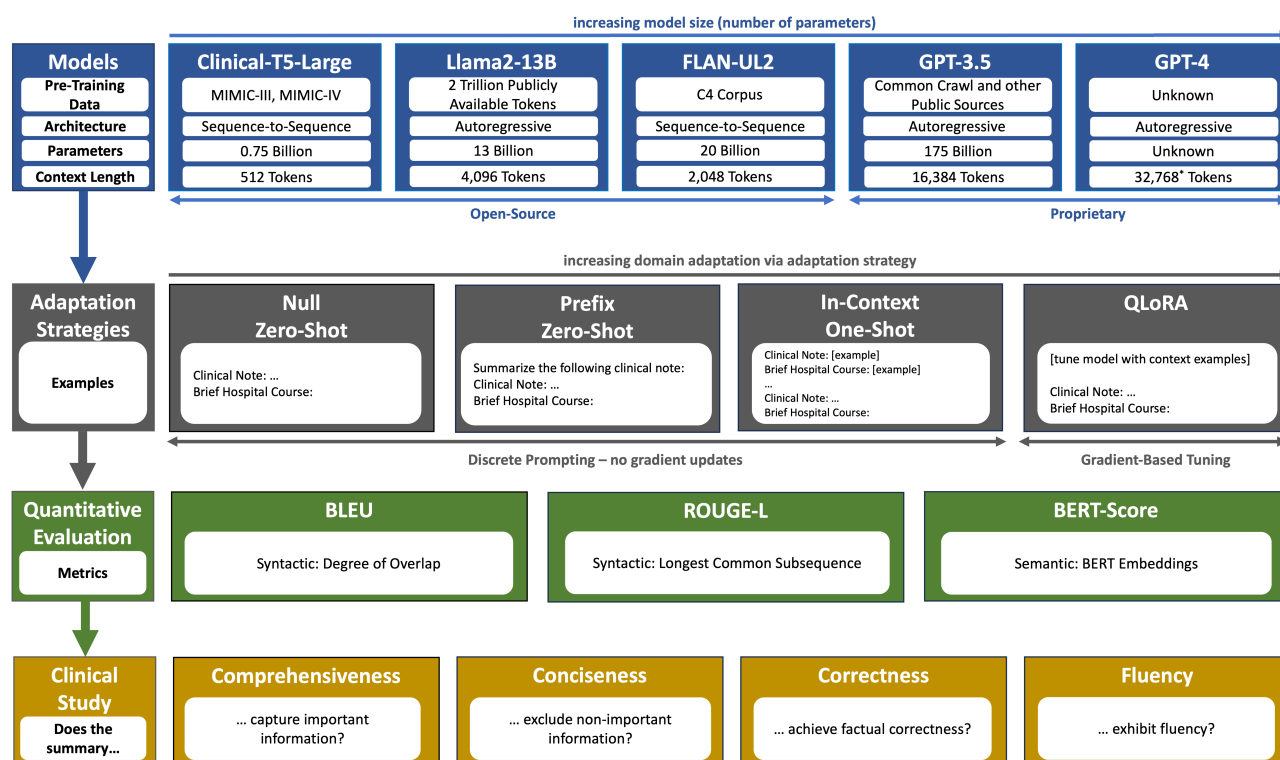 increasing model size (number of parameters)
Models
Pre-Training
Data
Architecture
Parameters
Context Length
Clinical-T5-Large
MIMIC-III, MIMIC-IV
Sequence-to-Sequence
0.75 Billion
512 Tokens
Llama2-13B
2 Trillion Publicly
Available Tokens
Autoregressive
13 Billion
4,096 Tokens
FLAN-UL2
C4 Corpus
Sequence-to-Sequence
20 Billion
2,048 Tokens
GPT-3.5
Common Crawl and other
Public Sources
Autoregressive
175 Billion
16,384 Tokens
GPT-4
Unknown
Autoregressive
Unknown
32,768* Tokens
Open-Source
Proprietary
increasing domain adaptation via adaptation strategy
Adaptation
Strategies
Examples
Null
Zero-Shot
Clinical Note: ...
Brief Hospital Course:
Prefix
Zero-Shot
Summarize the following clinical note:
Clinical Note: ...
Brief Hospital Course:
In-Context
One-Shot
Clinical Note: [example]
Brief Hospital Course: [example]
...
Clinical Note: ...
Brief Hospital Course:
QLoRA
[tune model with context examples]
Clinical Note: ...
Brief Hospital Course:
Discrete Prompting – no gradient updates
Gradient-Based Tuning
Quantitative
Evaluation
Metrics
BLEU
Syntactic: Degree of Overlap
ROUGE-L
Syntactic: Longest Common Subsequence
BERT-Score
Semantic: BERT Embeddings
Clinical
Study
Does the
summary...
Comprehensiveness
... capture important
information?
Conciseness
... exclude non-important
information?
Correctness
... achieve factual correctness?
Fluency
... exhibit fluency?